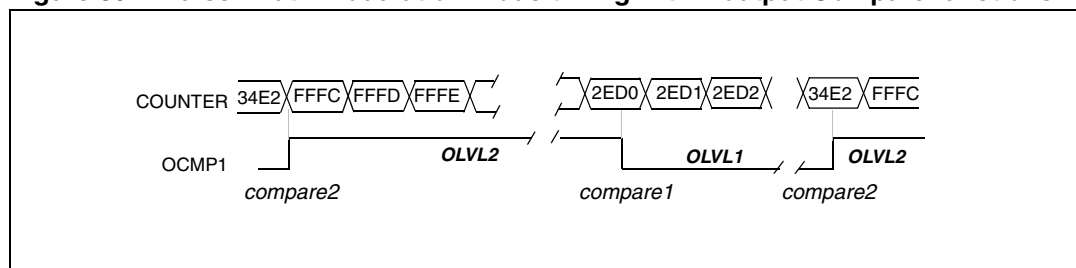 COUNTER 34E2 FFFC FFFD FFFE 2ED0 2ED1 2ED2 34E2 FFFC
OCMP1 OLVL2 OLVL1 OLVL2
compare2 compare1 compare2